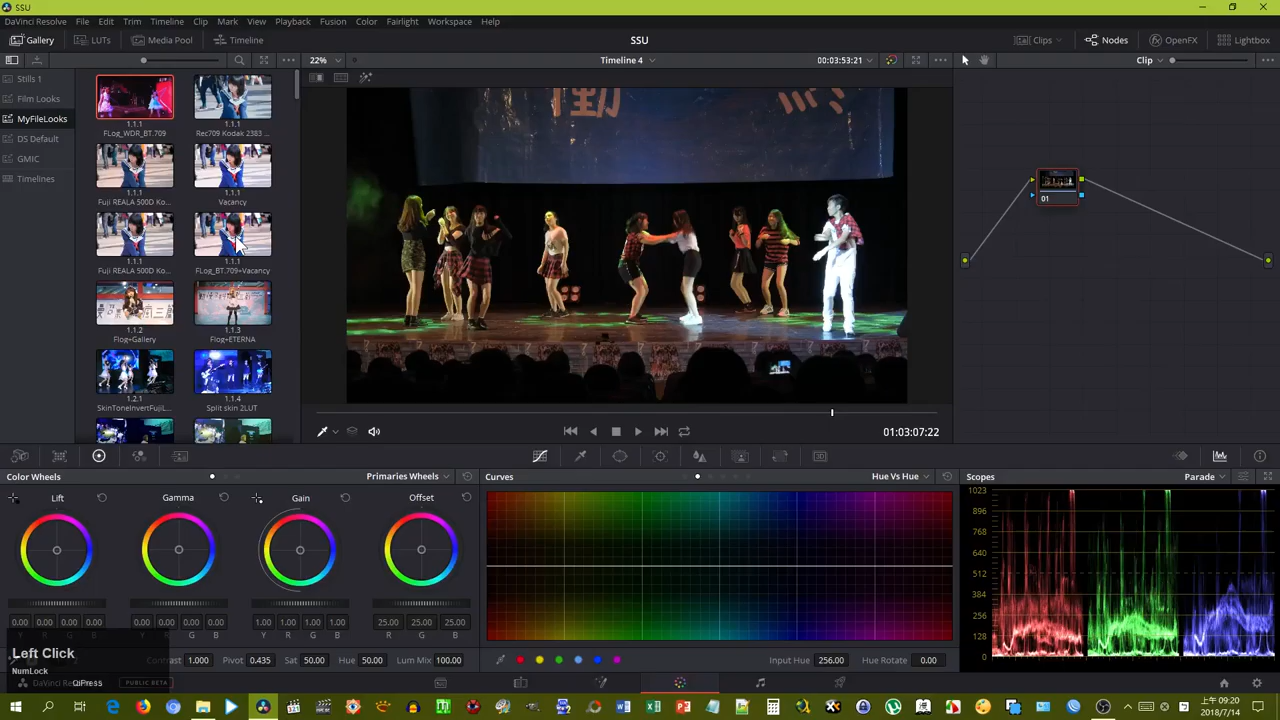 SSU
DaVinci Resolve File Edit Trim Timeline Clip Mark View Playback Fusion Color Fairlight Workspace Help
Gallery LUTs Media Pool Timeline SSU Clips Nodes OpenFX Lightbox
22% Timeline 4 00:03:53:21 Clip
Stills 1
Film Looks
MyFileLooks
DS Default
GMIC
Timelines
1.1.1 1.1.1
FLog_WDR_BT.709 Rec709 Kodak 2383 ...
1.1.1 1.1.1
Fuji REALA 500D Ko... Vacancy
1.1.1 1.1.1
Fuji REALA 500D Ko... FLog_BT.709+Vacancy
1.1.2 1.1.3
Flog+Gallery Flog+ETERNA
1.2.1 1.1.4
SkinToneInvertFujiL... Split skin 2LUT
動
01
01:03:07:22
Color Wheels Primaries Wheels Curves Hue Vs Hue Scopes Parade
Lift Gamma Gain Offset
1023
896
768
640
512
384
256
128
0
0.00 0.00 0.00 0.00 0.00 0.00 0.00 0.00 1.00 1.00 1.00 1.00 25.00 25.00 25.00
Y R G B Y R G B Y R G B R G B
Left Click
NumLock
QiPress
Contrast 1.000 Pivot 0.435 Sat 50.00 Hue 50.00 Lum Mix 100.00 Input Hue 256.00 Hue Rotate 0.00
DaVinci Re PUBLIC BETA
上午 09:20
2018/7/14